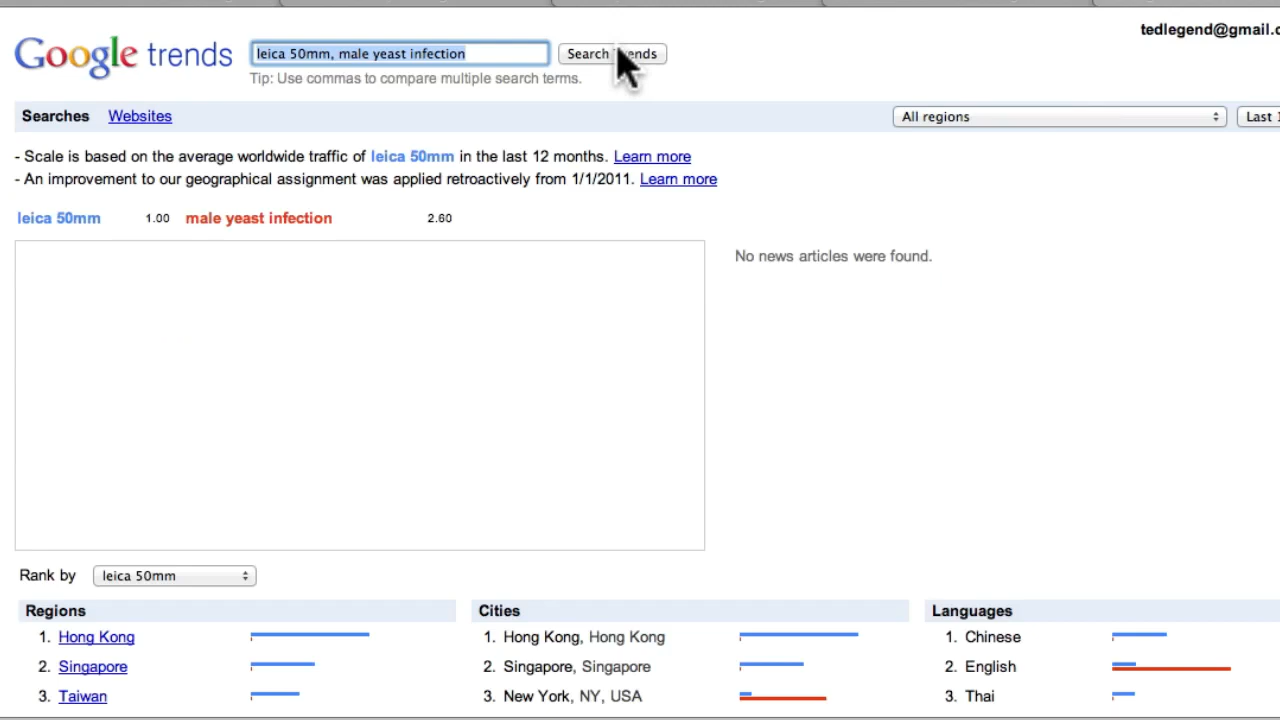 tedlegend@gmail.c
Google trends
leica 50mm, male yeast infection
Search Trends
Tip: Use commas to compare multiple search terms.
Searches Websites
All regions
Last
- Scale is based on the average worldwide traffic of leica 50mm in the last 12 months. Learn more
- An improvement to our geographical assignment was applied retroactively from 1/1/2011. Learn more
leica 50mm 1.00 male yeast infection 2.60
No news articles were found.
Rank by leica 50mm
Regions
1. Hong Kong
2. Singapore
3. Taiwan
Cities
1. Hong Kong, Hong Kong
2. Singapore, Singapore
3. New York, NY, USA
Languages
1. Chinese
2. English
3. Thai